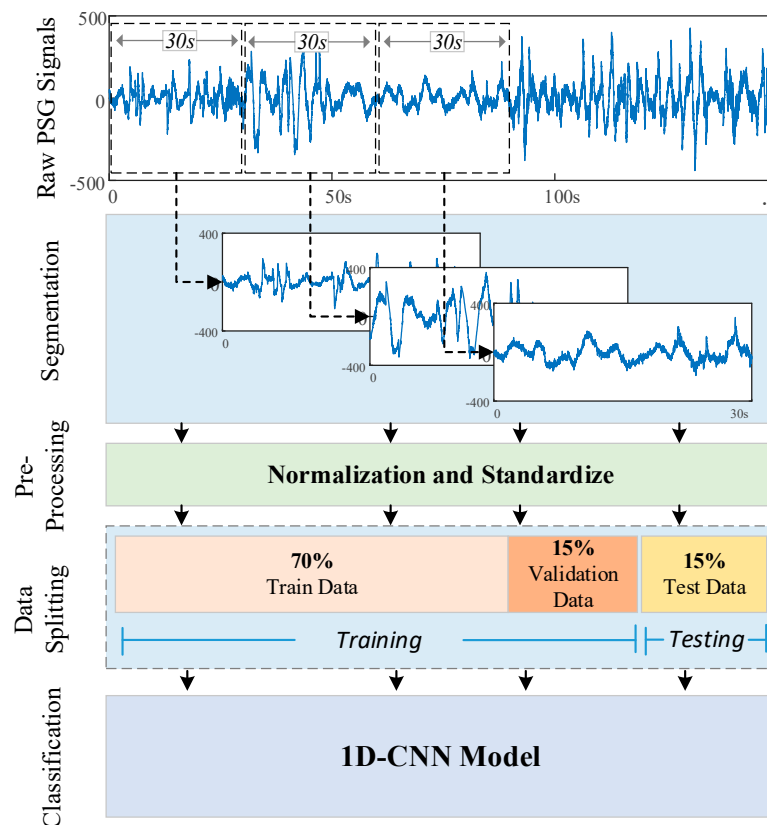 Raw PSG Signals
500
0
-500
30s
30s
30s
0
50s
100s
Segmentation
400
0
-400
0
400
0
-400
0
400
0
-400
0
30s
Pre-
Processing
Normalization and Standardize
Data
Splitting
70%
Train Data
15%
Validation
Data
15%
Test Data
Training
Testing
Classification
1D-CNN Model